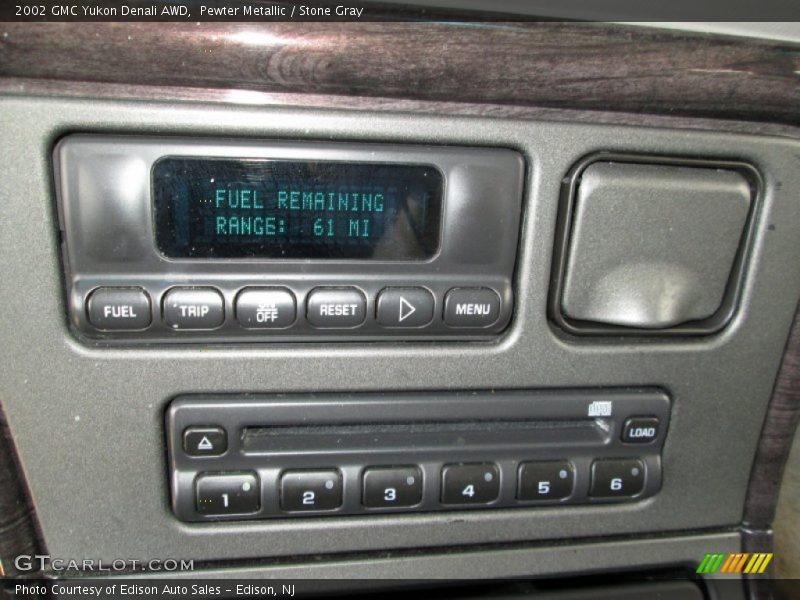 2002 GMC Yukon Denali AWD, Pewter Metallic / Stone Gray
FUEL REMAINING
RANGE: 61 MI
FUEL TRIP ON OFF RESET MENU
LOAD
1 2 3 4 5 6
GTCARLOT.COM
Photo Courtesy of Edison Auto Sales - Edison, NJ